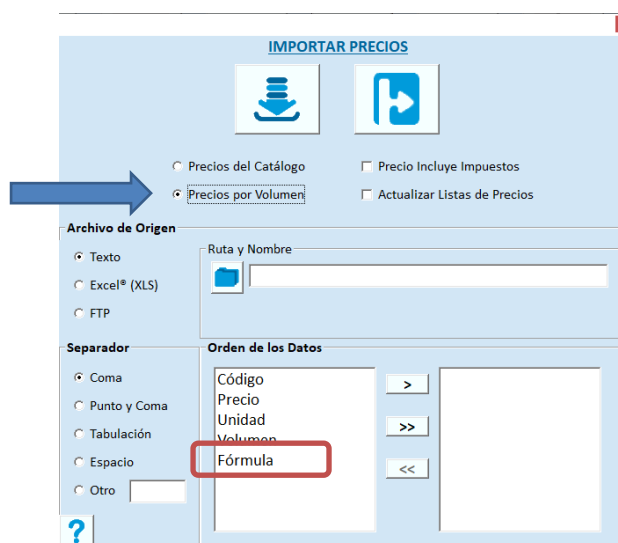 IMPORTAR PRECIOS
Precios del Catálogo
Precio Incluye Impuestos
Precios por Volumen
Actualizar Listas de Precios
Archivo de Origen
Ruta y Nombre
Texto
Excel® (XLS)
FTP
Separador
Orden de los Datos
Coma
Punto y Coma
Tabulación
Espacio
Otro
Código
Precio
Unidad
Volumen
Fórmula
>
>>
<<
?